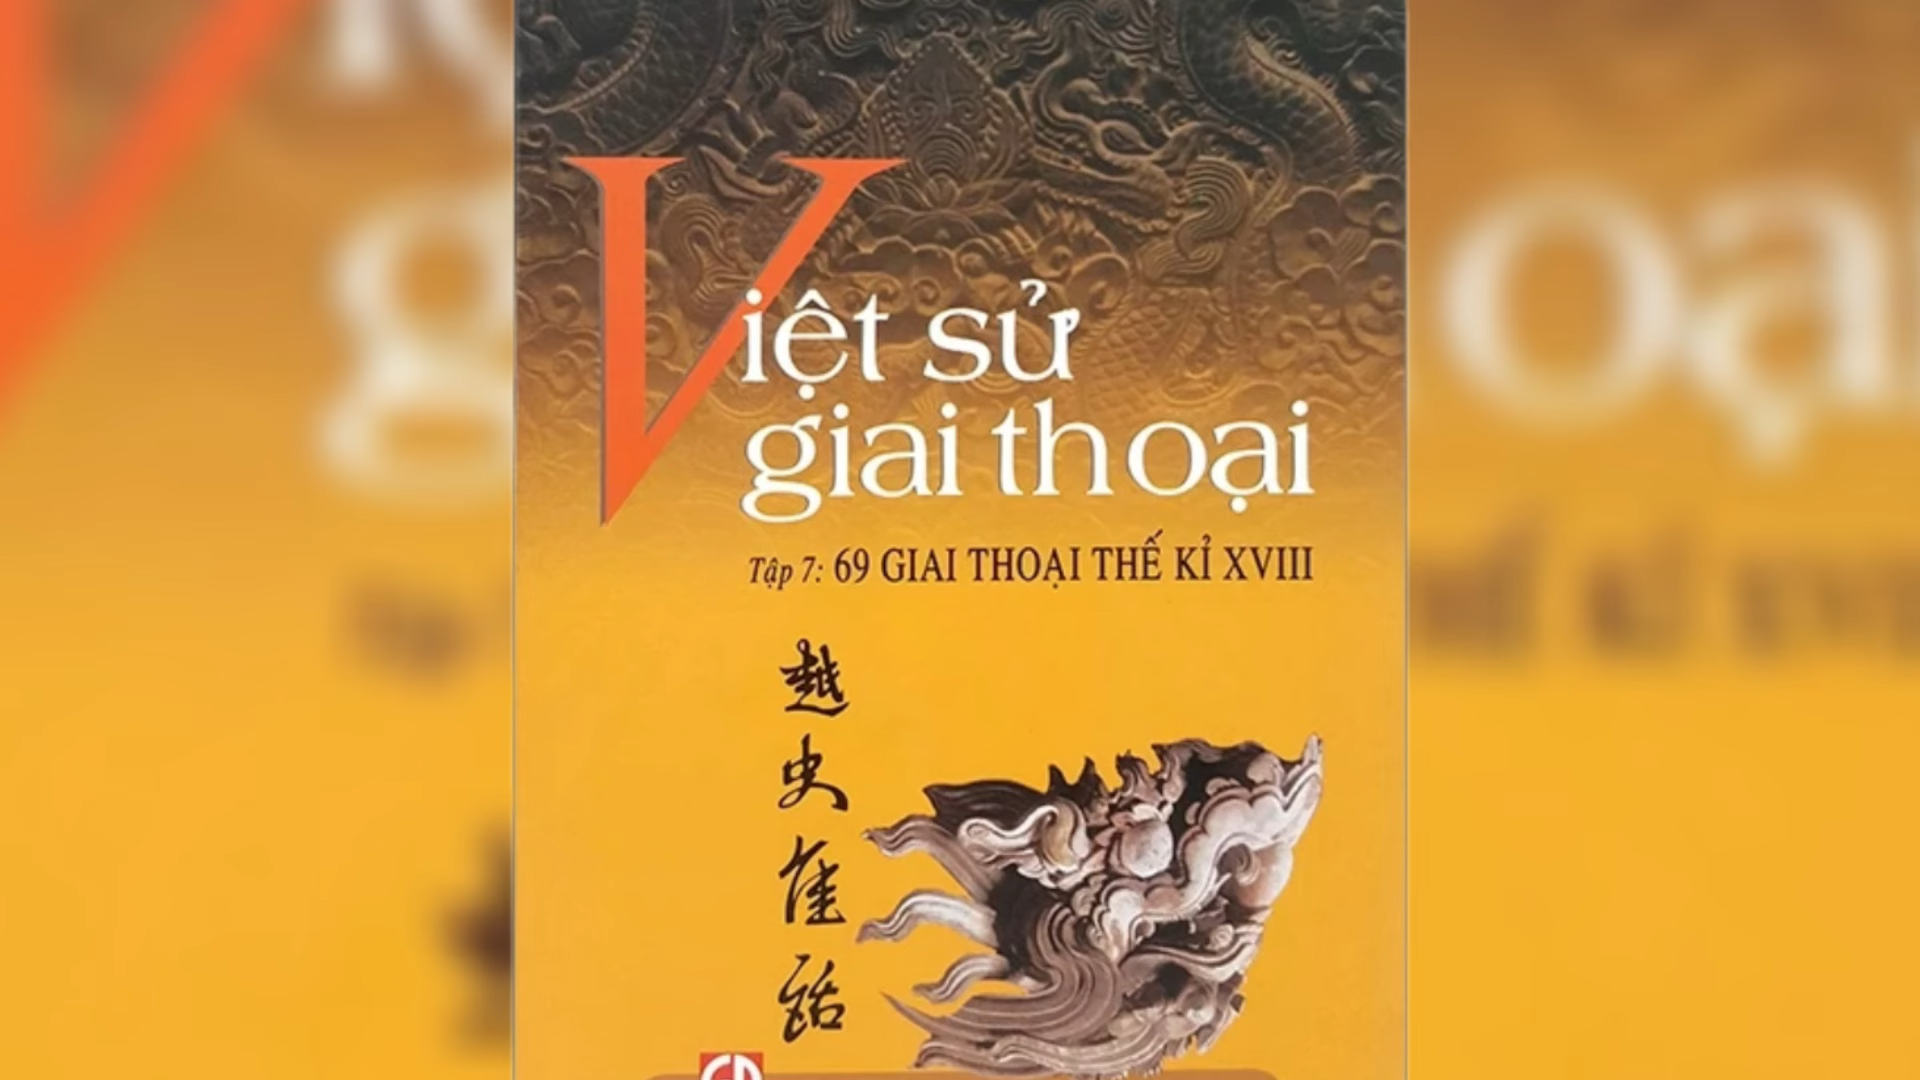 Việt sử
giai thoại
Tập 7: 69 GIAI THOẠI THẾ KỈ XVIII
越
史
佳
話